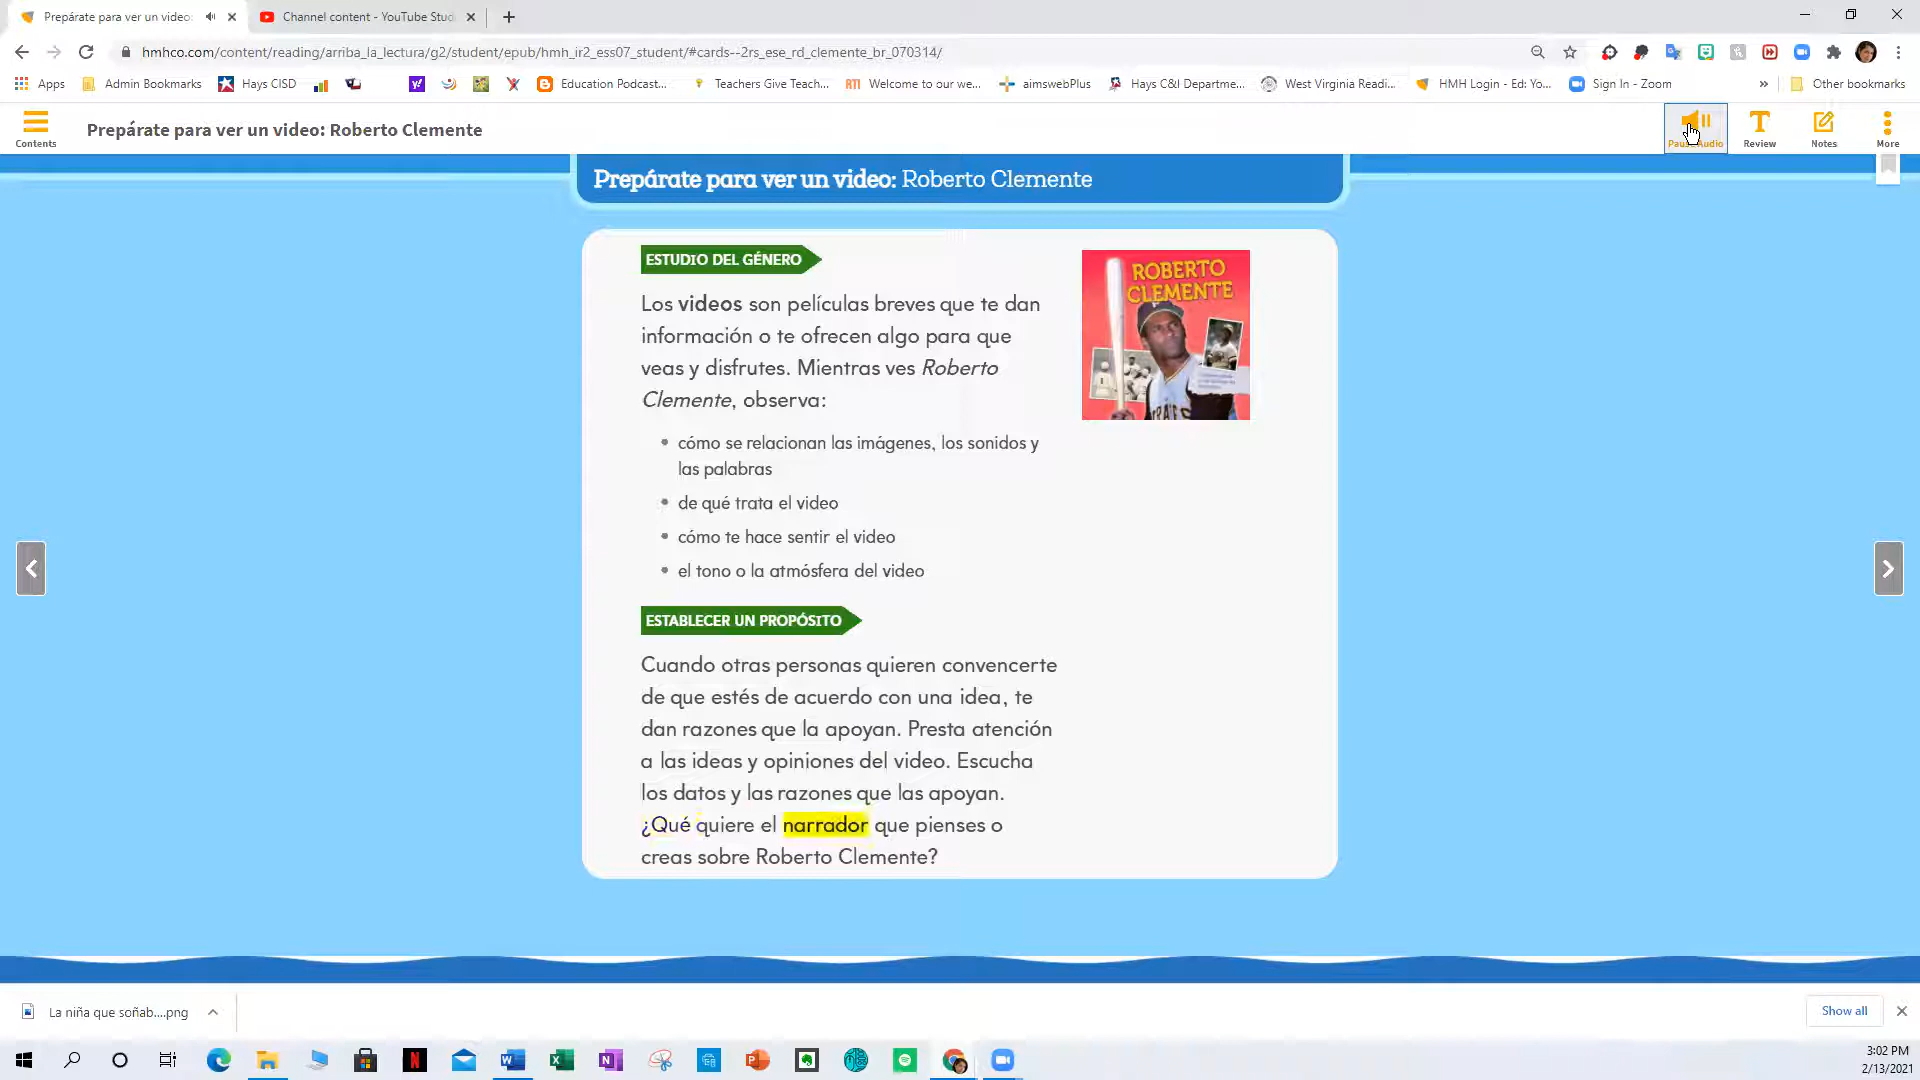 Prepárate para ver un video:
Channel content - YouTube Stud
hmhco.com/content/reading/arriba_la_lectura/g2/student/epub/hmh_ir2_ess07_student/#cards--2rs_ese_rd_clemente_br_070314/
Apps
Admin Bookmarks
Hays CISD
Education Podcast...
Teachers Give Teach...
RTI
Welcome to our we...
aimswebPlus
Hays C&I Departme...
West Virginia Readi...
HMH Login - Ed: Yo...
Sign In - Zoom
»
Other bookmarks
Contents
Prepárate para ver un video: Roberto Clemente
Pause Audio
Review
Notes
More
Prepárate para ver un video: Roberto Clemente
ESTUDIO DEL GÉNERO
Los videos son películas breves que te dan
información o te ofrecen algo para que
veas y disfrutes. Mientras ves Roberto
Clemente, observa:
• cómo se relacionan las imágenes, los sonidos y
las palabras
• de qué trata el video
• cómo te hace sentir el video
• el tono o la atmósfera del video
ROBERTO
CLEMENTE
ESTABLECER UN PROPÓSITO
Cuando otras personas quieren convencerte
de que estés de acuerdo con una idea, te
dan razones que la apoyan. Presta atención
a las ideas y opiniones del video. Escucha
los datos y las razones que las apoyan.
¿Qué quiere el narrador que pienses o
creas sobre Roberto Clemente?
La niña que soñab....png
Show all
3:02 PM
2/13/2021